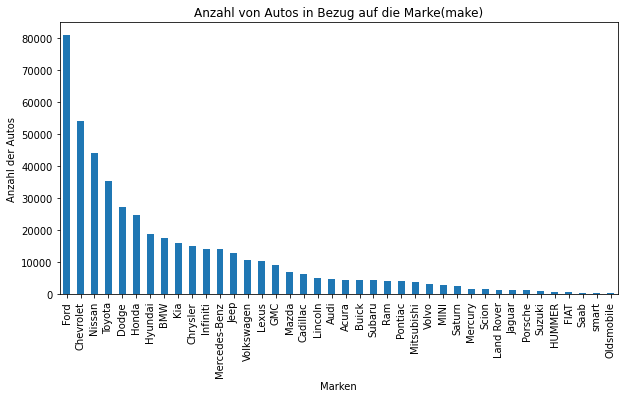 Anzahl von Autos in Bezug auf die Marke(make)
Anzahl der Autos
80000
70000
60000
50000
40000
30000
20000
10000
0
Ford
Chevrolet
Nissan
Toyota
Dodge
Honda
Hyundai
BMW
Kia
Chrysler
Infiniti
Mercedes-Benz
Jeep
Volkswagen
Lexus
GMC
Mazda
Cadillac
Lincoln
Audi
Acura
Buick
Subaru
Ram
Pontiac
Mitsubishi
Volvo
MINI
Saturn
Mercury
Scion
Land Rover
Jaguar
Porsche
Suzuki
HUMMER
FIAT
Saab
smart
Oldsmobile
Marken